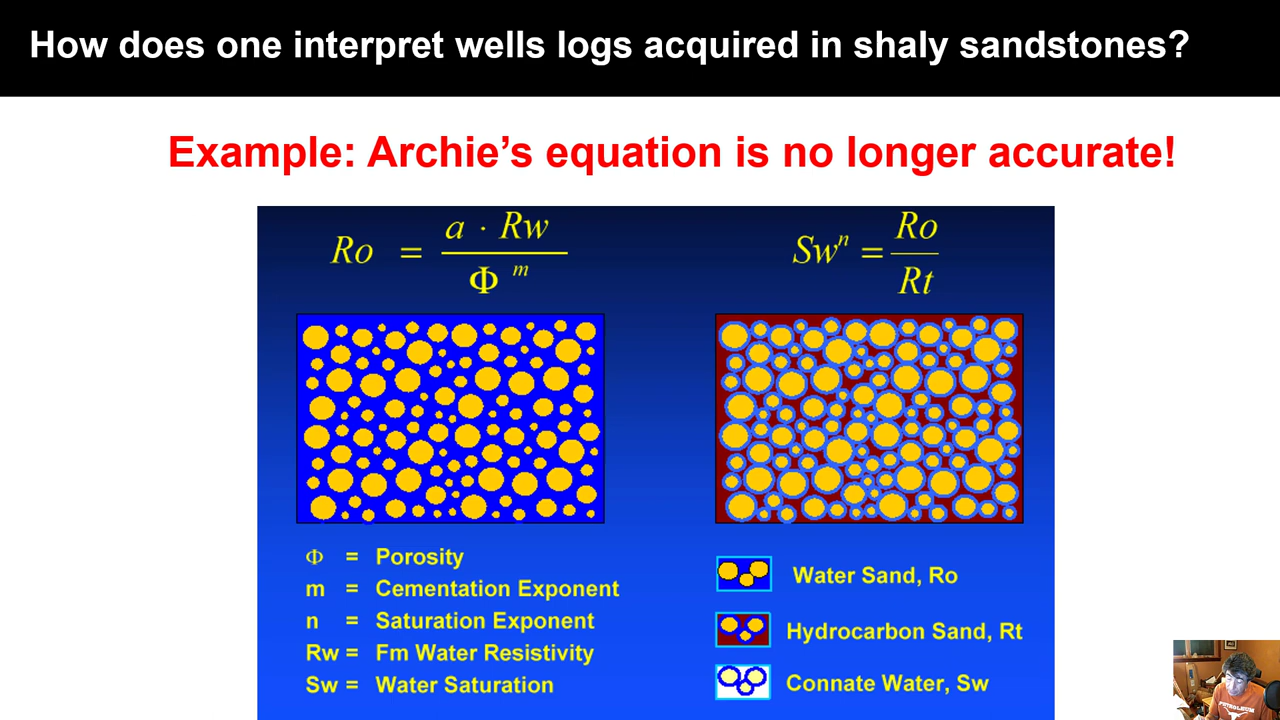 How does one interpret wells logs acquired in shaly sandstones?
Example: Archie's equation is no longer accurate!
Ro = a · Rw / Φ^m
Sw^n = Ro / Rt
Φ = Porosity
m = Cementation Exponent
n = Saturation Exponent
Rw = Fm Water Resistivity
Sw = Water Saturation
Water Sand, Ro
Hydrocarbon Sand, Rt
Connate Water, Sw
PETROLEUM